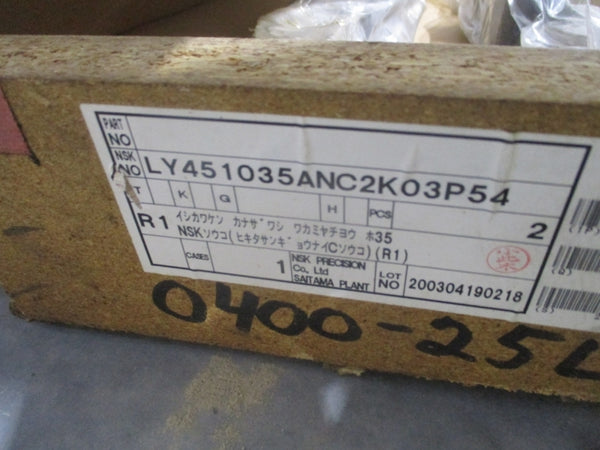 PART NO
NSK NO LY451035ANC2K03P54
K G H PCS 2
R1 イシカワケン カナザワシ ワカミヤチヨウ ホ35
NSKソウコ(ヒキタサンギョウナイCソウコ)(R1)
CASES 1 NSK PRECISION Co., Ltd SAITAMA PLANT LOT NO 200304190218
0400-25L